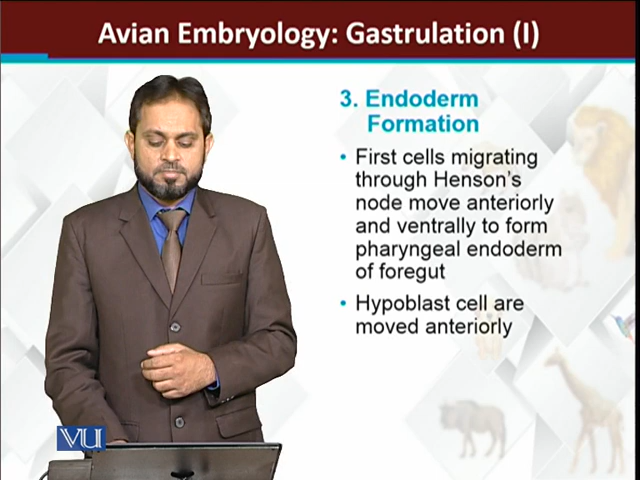 Avian Embryology: Gastrulation (I)
3. Endoderm
Formation
• First cells migrating
through Henson's
node move anteriorly
and ventrally to form
pharyngeal endoderm
of foregut
• Hypoblast cell are
moved anteriorly
VU